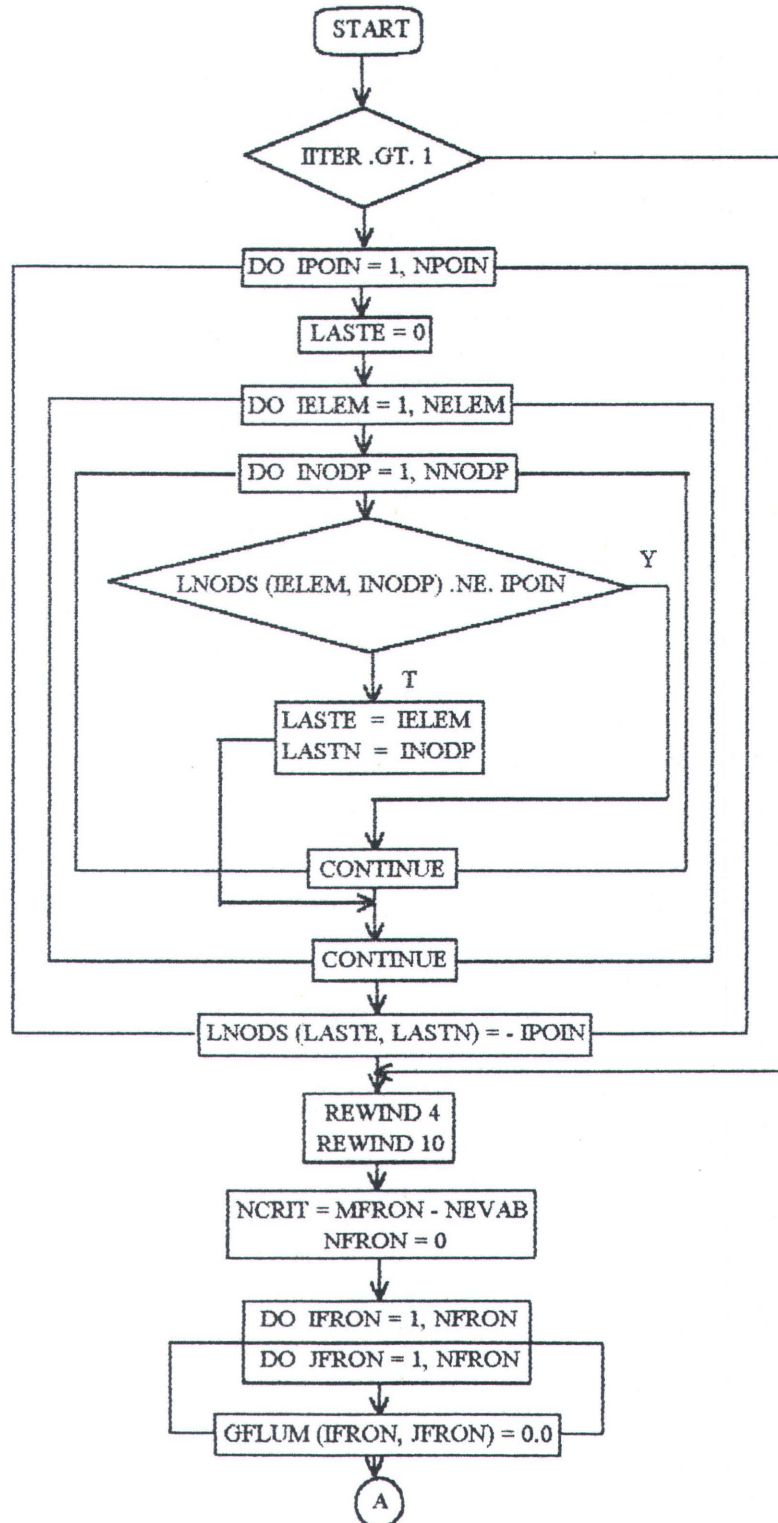 START
IITER .GT. 1
DO IPOIN = 1, NPOIN
LASTE = 0
DO IELEM = 1, NELEM
DO INODP = 1, NNODP
LNODS (IELEM, INODP) .NE. IPOIN
Y
T
LASTE = IELEM
LASTN = INODP
CONTINUE
CONTINUE
LNODS (LASTE, LASTN) = - IPOIN
REWIND 4
REWIND 10
NCRIT = MFRON - NEVAB
NFRON = 0
DO IFRON = 1, NFRON
DO JFRON = 1, NFRON
GFLUM (IFRON, JFRON) = 0.0
A